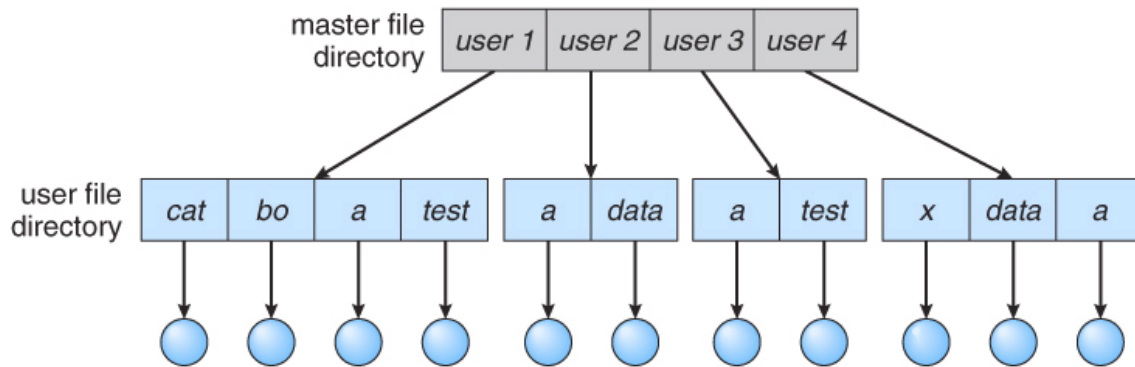 master file directory
user 1 user 2 user 3 user 4
user file directory
cat bo a test a data a test x data a